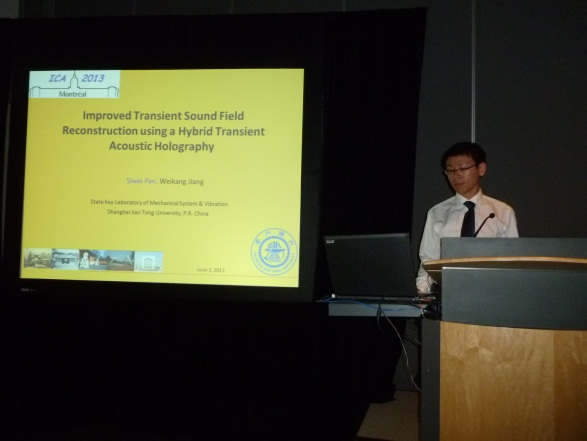 ICA 2013
Montréal
Improved Transient Sound Field
Reconstruction using a Hybrid Transient
Acoustic Holography
Siwei Pan, Weikang Jiang
State Key Laboratory of Mechanical System & Vibration
Shanghai Jiao Tong University, P.R. China
June 3, 2013